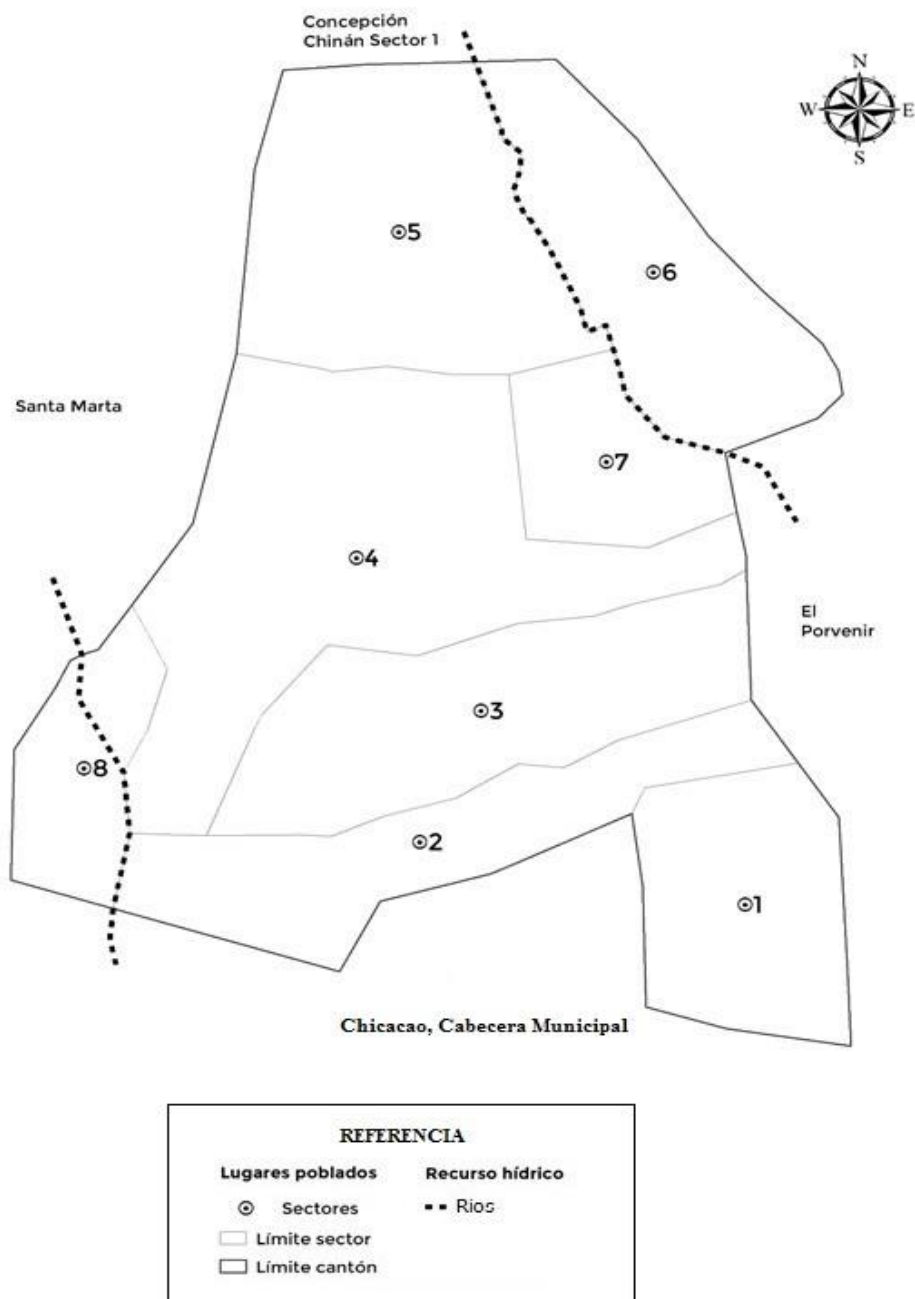 Concepción
Chinán Sector 1
N
W E
S
5
6
Santa Marta
7
4
El
Porvenir
3
8
2
1
Chicacao, Cabecera Municipal
REFERENCIA
Lugares poblados Recurso hídrico
Sectores Rios
Límite sector
Límite cantón